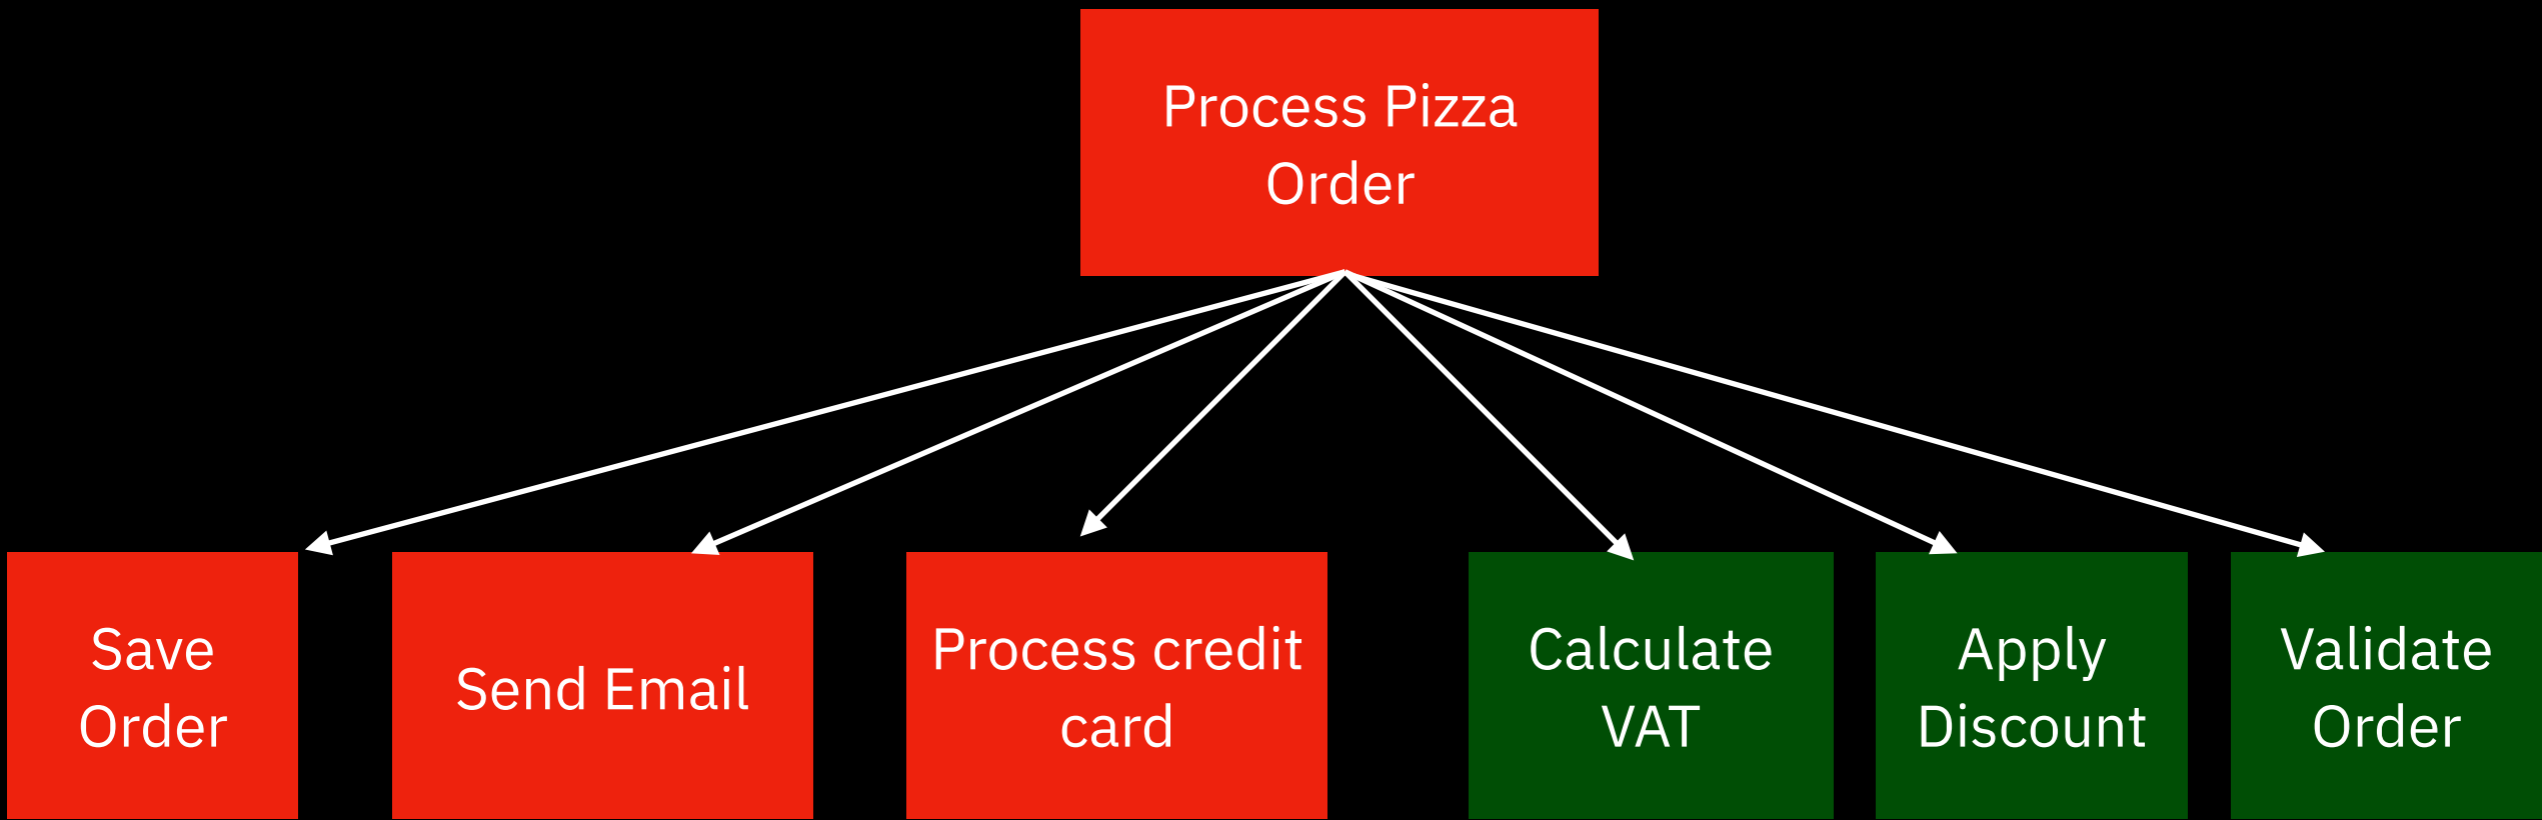 Process Pizza
Order
Save
Order
Send Email
Process credit
card
Calculate
VAT
Apply
Discount
Validate
Order